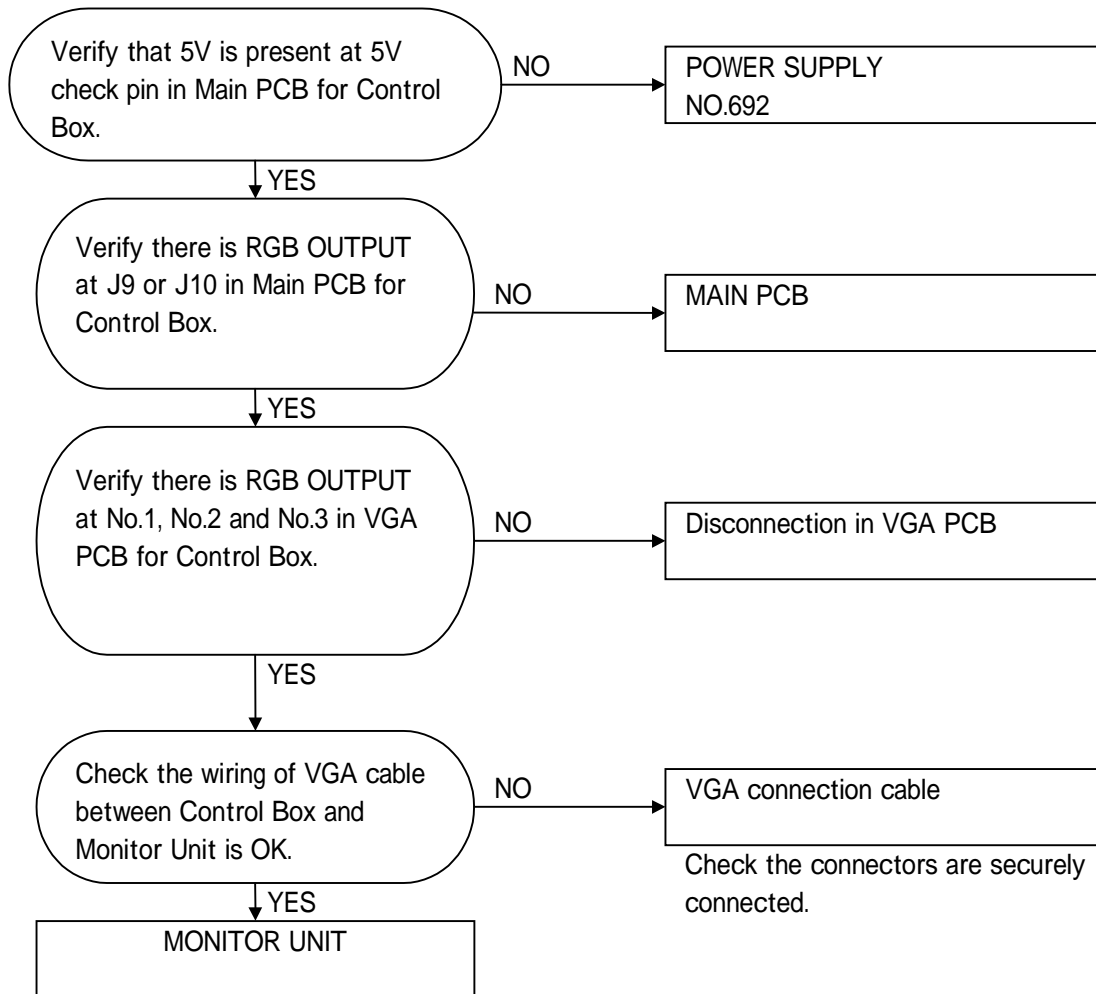 Verify that 5V is present at 5V
check pin in Main PCB for Control
Box.
NO
POWER SUPPLY
NO.692
YES
Verify there is RGB OUTPUT
at J9 or J10 in Main PCB for
Control Box.
NO
MAIN PCB
YES
Verify there is RGB OUTPUT
at No.1, No.2 and No.3 in VGA
PCB for Control Box.
NO
Disconnection in VGA PCB
YES
Check the wiring of VGA cable
between Control Box and
Monitor Unit is OK.
NO
VGA connection cable
Check the connectors are securely
connected.
YES
MONITOR UNIT